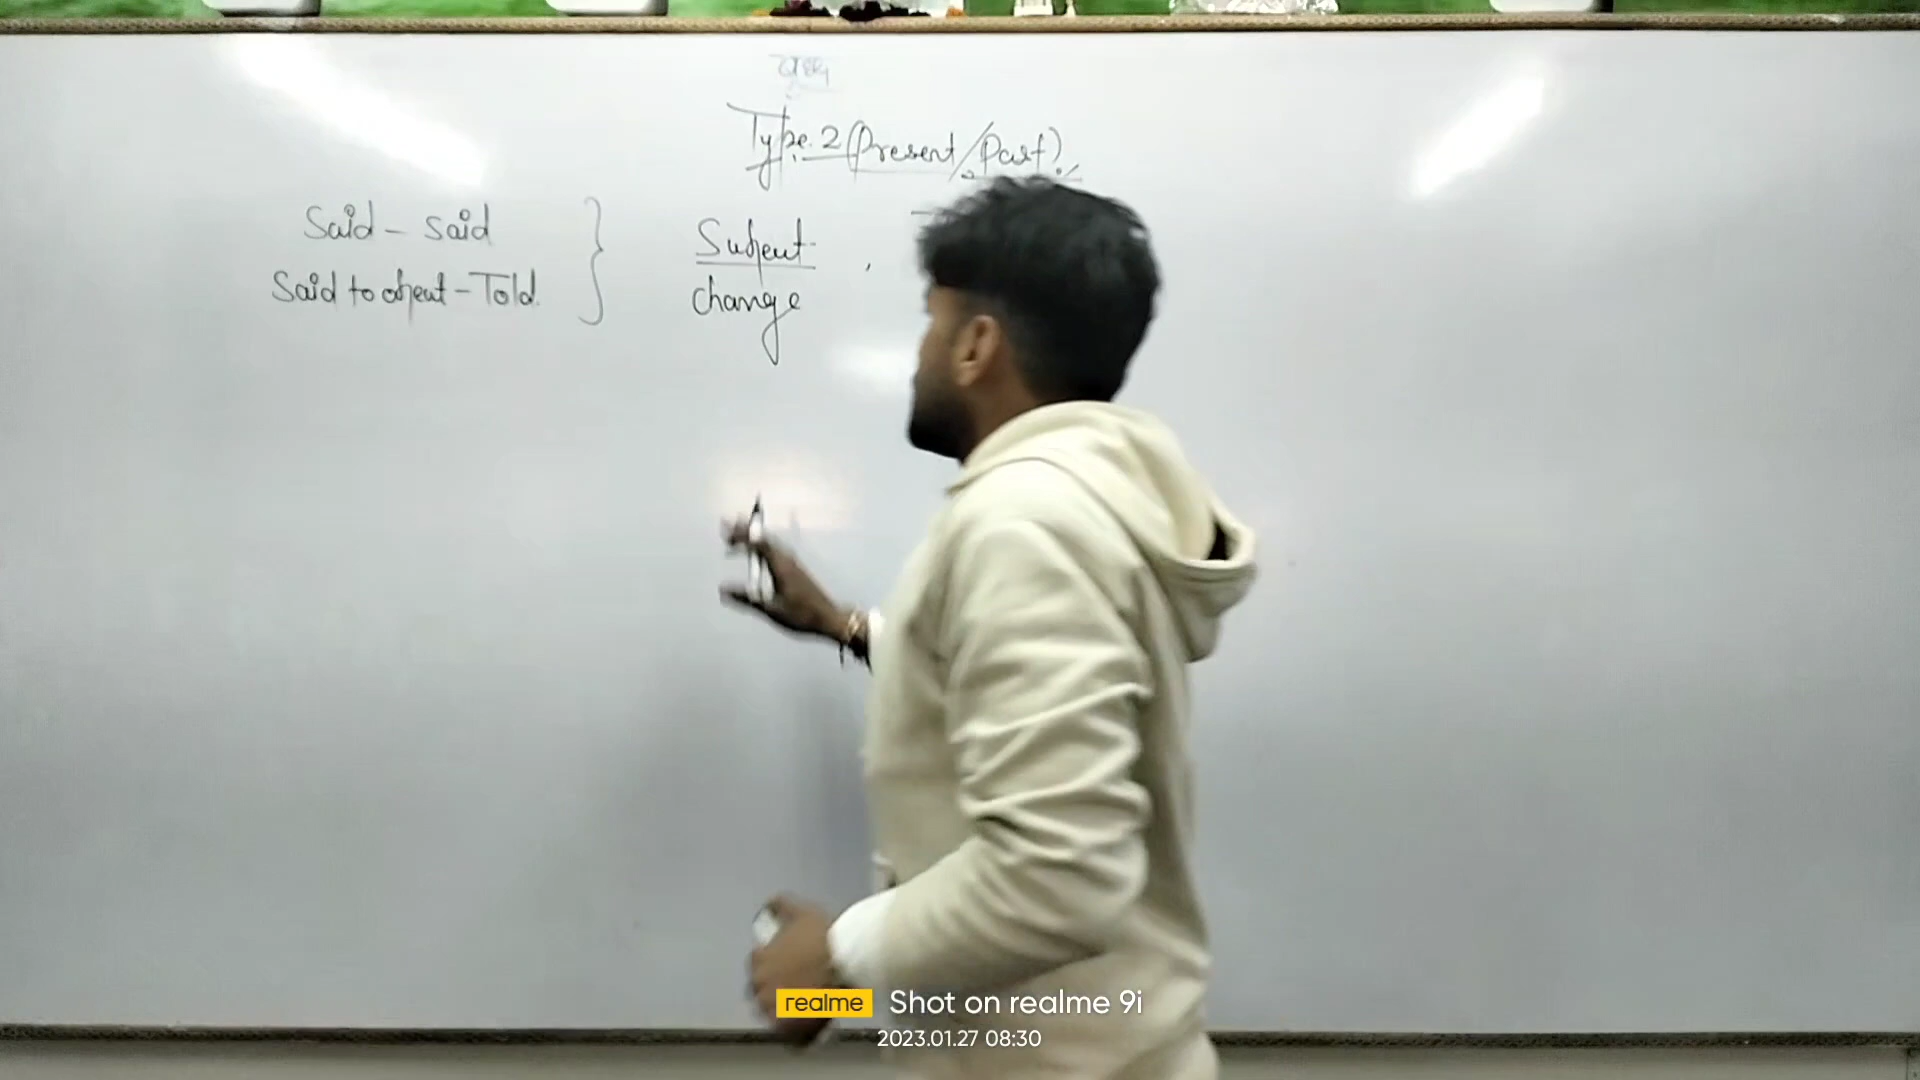 Type. 2 (Present/Past)
Said - said
Said to object - Told.
Subject
change
realme Shot on realme 9i
2023.01.27 08:30